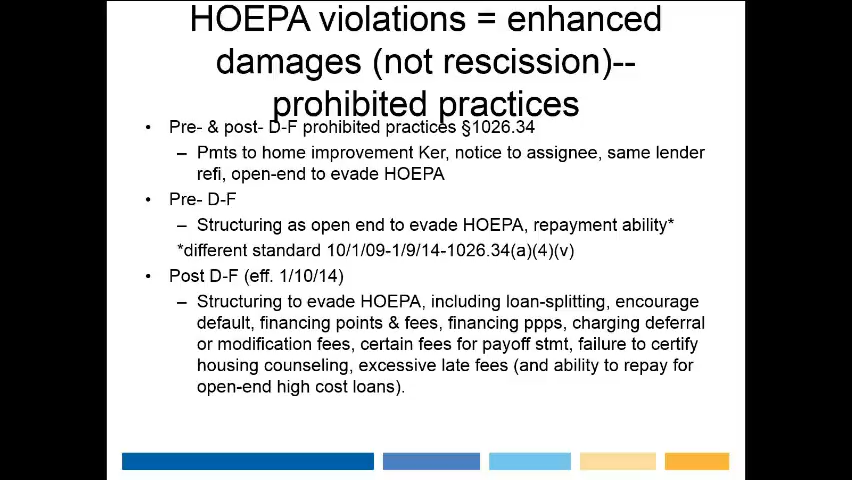 HOEPA violations = enhanced
damages (not rescission)--
prohibited practices
• Pre- & post- D-F prohibited practices §1026.34
– Pmts to home improvement Ker, notice to assignee, same lender
refi, open-end to evade HOEPA
• Pre- D-F
– Structuring as open end to evade HOEPA, repayment ability*
*different standard 10/1/09-1/9/14-1026.34(a)(4)(v)
• Post D-F (eff. 1/10/14)
– Structuring to evade HOEPA, including loan-splitting, encourage
default, financing points & fees, financing ppps, charging deferral
or modification fees, certain fees for payoff stmt, failure to certify
housing counseling, excessive late fees (and ability to repay for
open-end high cost loans).